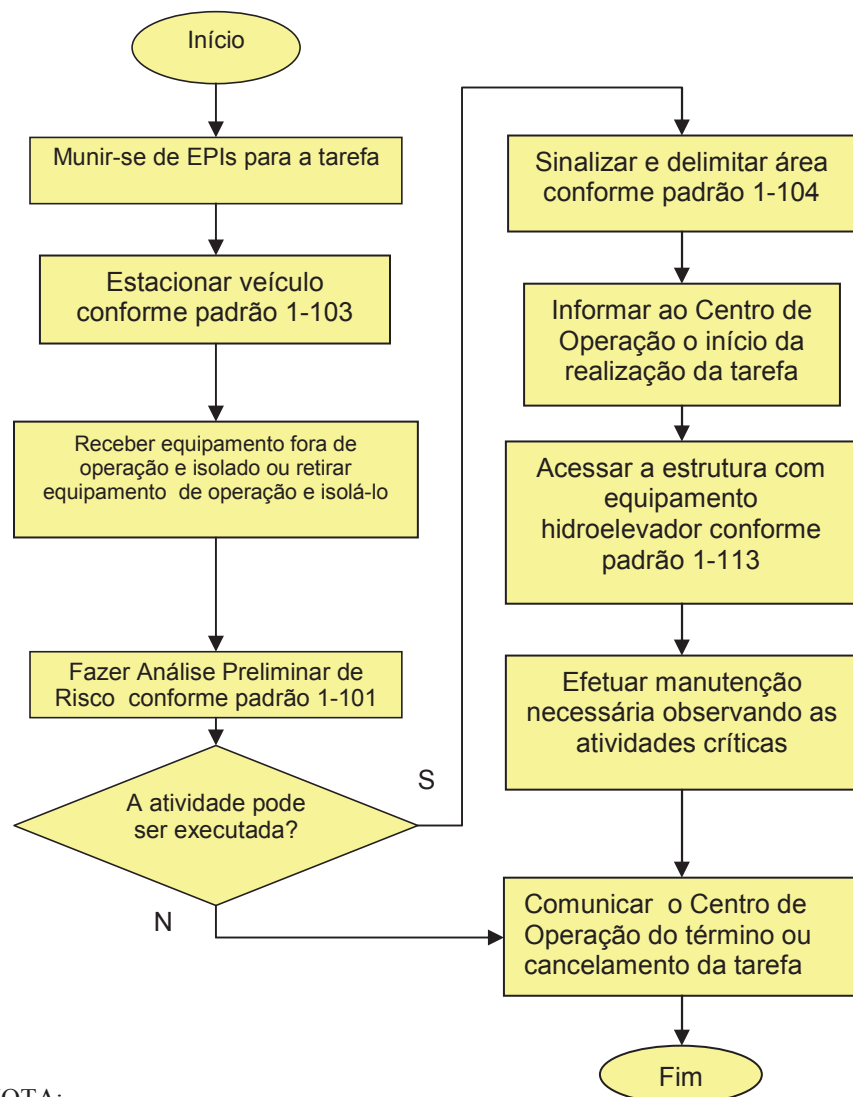 Início
Munir-se de EPIs para a tarefa
Estacionar veículo
conforme padrão 1-103
Receber equipamento fora de
operação e isolado ou retirar
equipamento de operação e isolá-lo
Fazer Análise Preliminar de
Risco conforme padrão 1-101
A atividade pode
ser executada?
S
N
Sinalizar e delimitar área
conforme padrão 1-104
Informar ao Centro de
Operação o início da
realização da tarefa
Acessar a estrutura com
equipamento
hidroelevador conforme
padrão 1-113
Efetuar manutenção
necessária observando as
atividades críticas
Comunicar o Centro de
Operação do término ou
cancelamento da tarefa
Fim